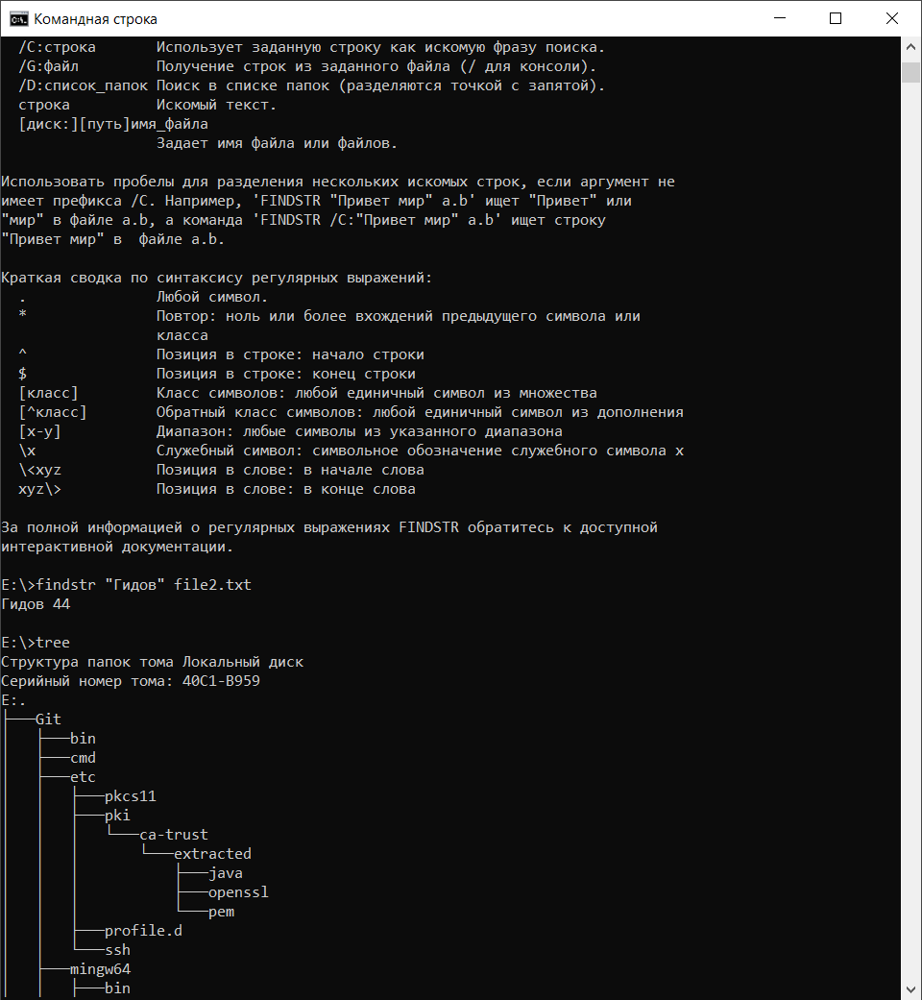 Командная строка
/C:строка       Использует заданную строку как искомую фразу поиска.
/G:файл         Получение строк из заданного файла (/ для консоли).
/D:список_папок Поиск в списке папок (разделяются точкой с запятой).
строка          Искомый текст.
[диск:][путь]имя_файла
Задает имя файла или файлов.
Использовать пробелы для разделения нескольких искомых строк, если аргумент не
имеет префикса /C. Например, 'FINDSTR "Привет мир" a.b' ищет "Привет" или
"мир" в файле a.b, а команда 'FINDSTR /C:"Привет мир" a.b' ищет строку
"Привет мир" в  файле a.b.
Краткая сводка по синтаксису регулярных выражений:
.               Любой символ.
*               Повтор: ноль или более вхождений предыдущего символа или
класса
^               Позиция в строке: начало строки
$               Позиция в строке: конец строки
[класс]         Класс символов: любой единичный символ из множества
[^класс]        Обратный класс символов: любой единичный символ из дополнения
[x-y]           Диапазон: любые символы из указанного диапазона
\x              Служебный символ: символьное обозначение служебного символа x
\<xyz           Позиция в слове: в начале слова
xyz\>           Позиция в слове: в конце слова
За полной информацией о регулярных выражениях FINDSTR обратитесь к доступной
интерактивной документации.
E:\>findstr "Гидов" file2.txt
Гидов 44
E:\>tree
Структура папок тома Локальный диск
Серийный номер тома: 40C1-B959
E:.
├───Git
│   ├───bin
│   ├───cmd
│   ├───etc
│   │   ├───pkcs11
│   │   ├───pki
│   │   │   └───ca-trust
│   │   │       └───extracted
│   │   │           ├───java
│   │   │           ├───openssl
│   │   │           └───pem
│   │   ├───profile.d
│   │   └───ssh
│   ├───mingw64
│   │   ├───bin